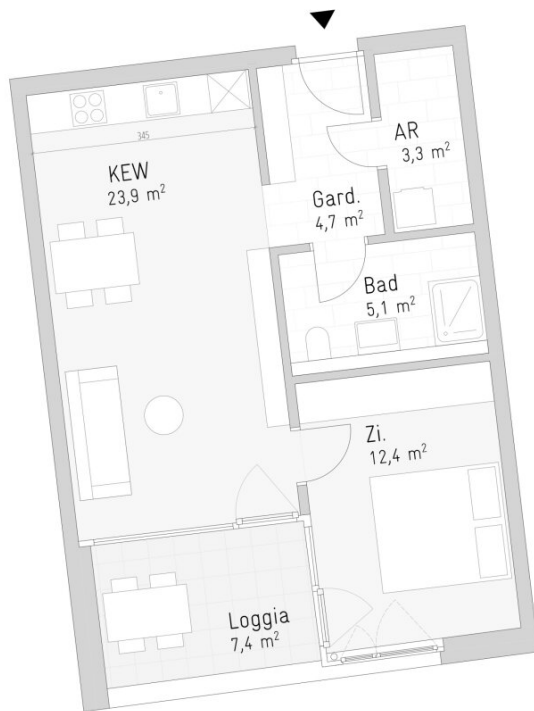 345
KEW
23,9 m²
AR
3,3 m²
Gard.
4,7 m²
Bad
5,1 m²
Zi.
12,4 m²
Loggia
7,4 m²